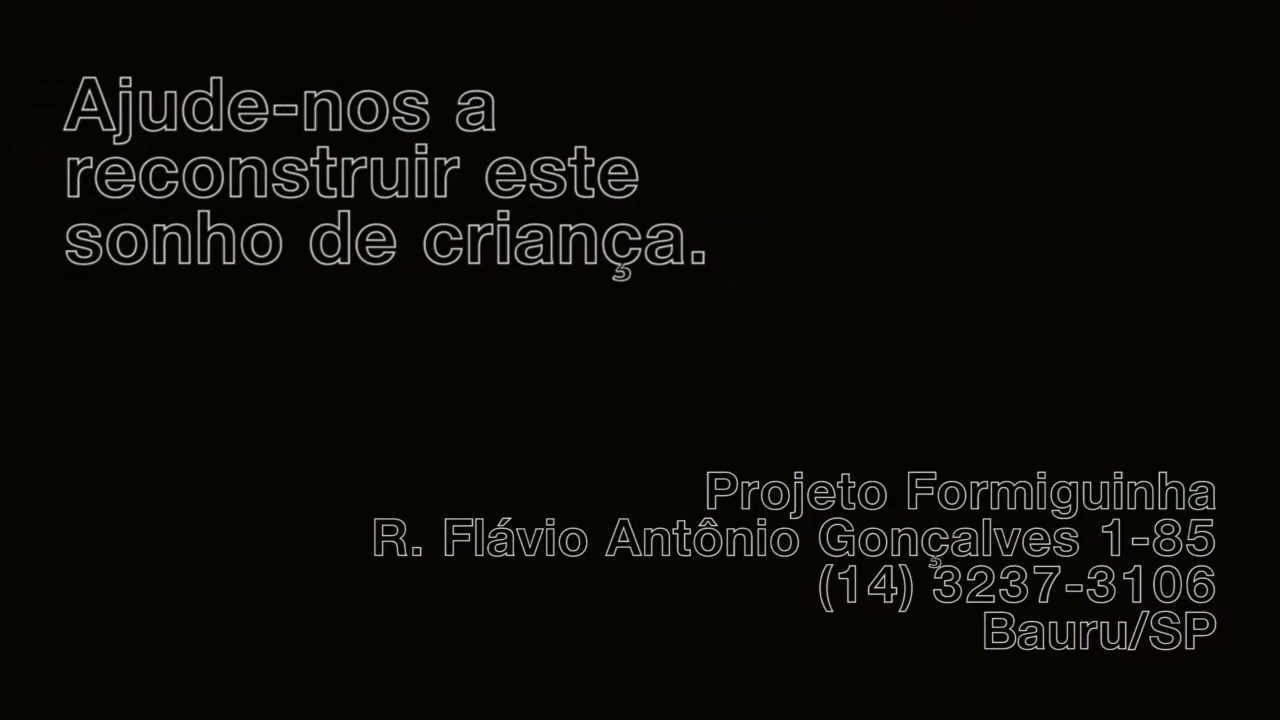 Ajude-nos a
reconstruir este
sonho de criança.
Projeto Formiguinha
R. Flávio Antônio Gonçalves 1-85
(14) 3237-3106
Bauru/SP